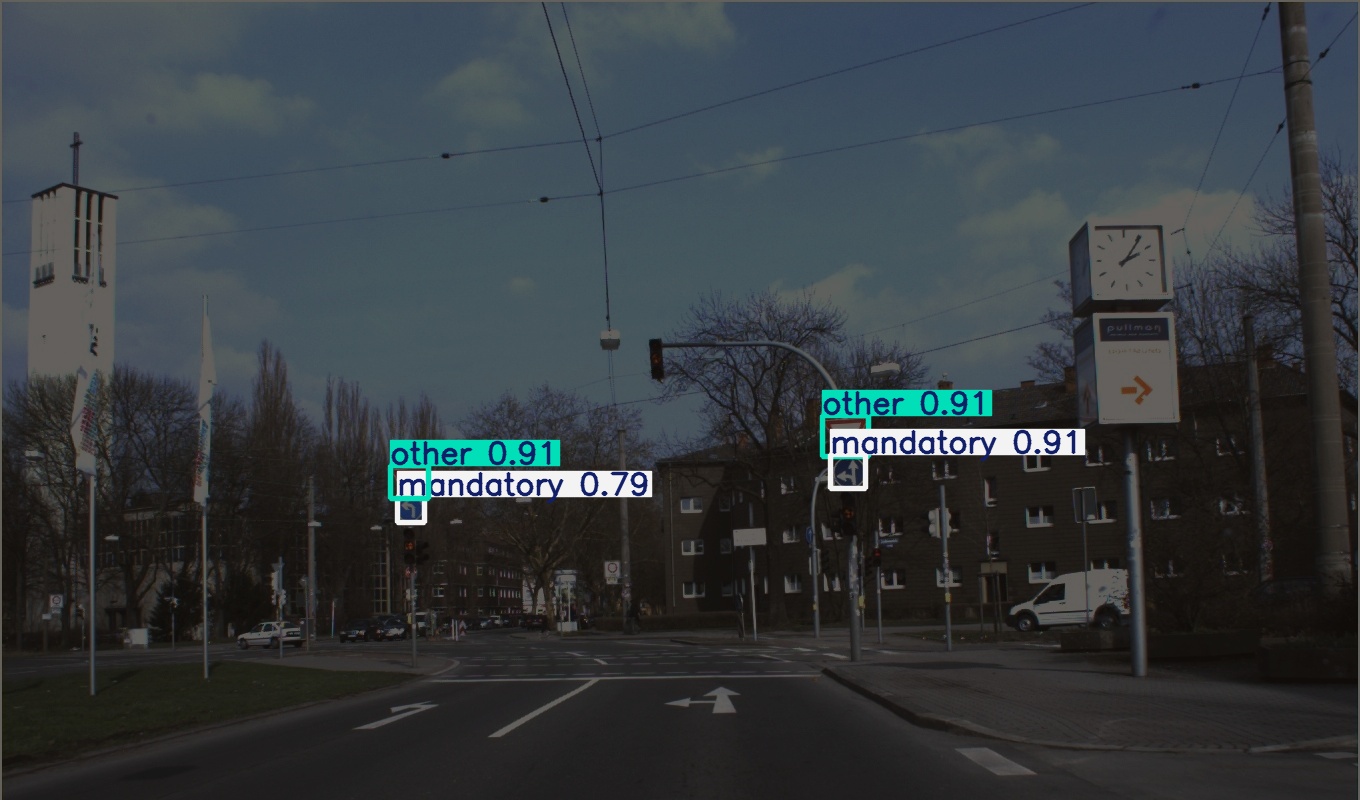 other 0.91
mandatory 0.91
other 0.91
mandatory 0.79
pullman